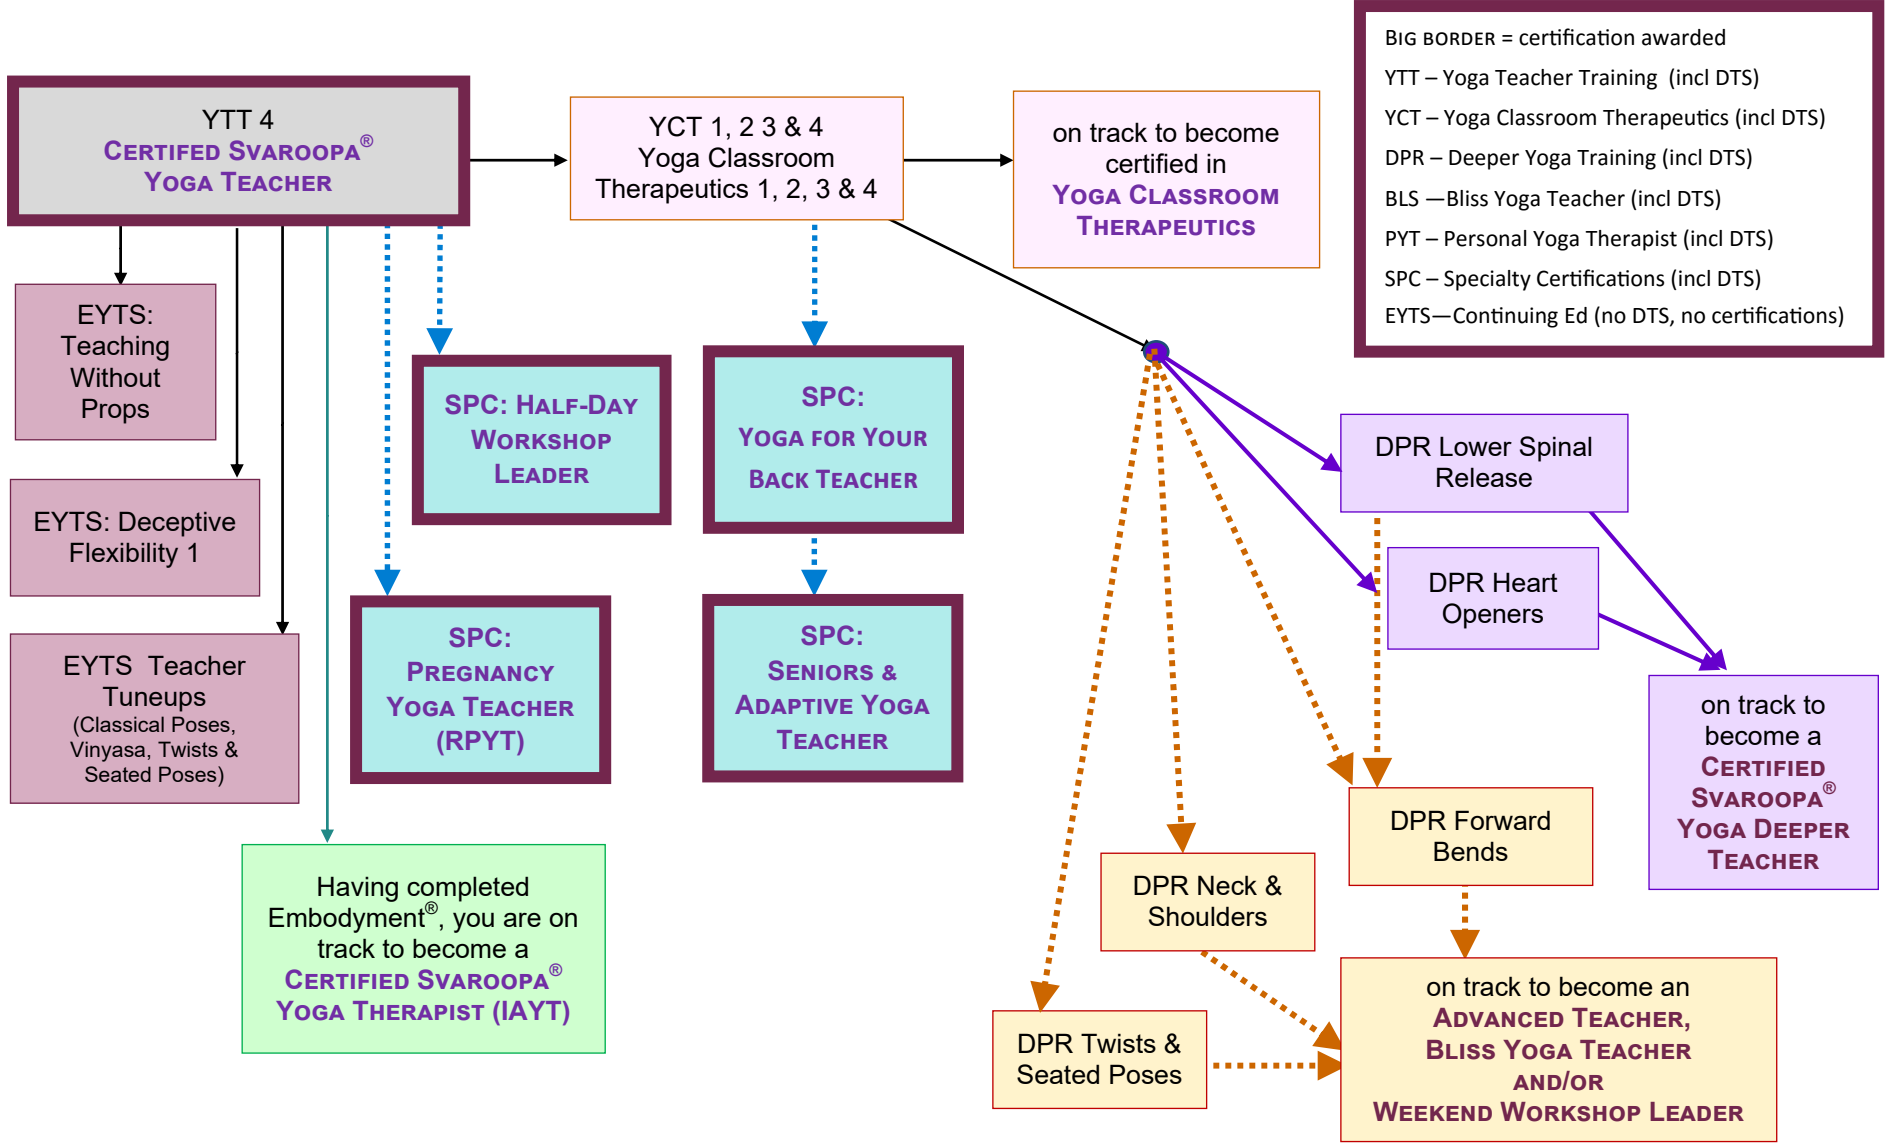 YTT 4
CERTIFED SVAROOPA®
YOGA TEACHER
YCT 1, 2 3 & 4
Yoga Classroom
Therapeutics 1, 2, 3 & 4
on track to become
certified in
YOGA CLASSROOM
THERAPEUTICS
BIG BORDER = certification awarded
YTT – Yoga Teacher Training (incl DTS)
YCT – Yoga Classroom Therapeutics (incl DTS)
DPR – Deeper Yoga Training (incl DTS)
BLS —Bliss Yoga Teacher (incl DTS)
PYT – Personal Yoga Therapist (incl DTS)
SPC – Specialty Certifications (incl DTS)
EYTS—Continuing Ed (no DTS, no certifications)
EYTS:
Teaching
Without
Props
EYTS: Deceptive
Flexibility 1
EYTS Teacher
Tuneups
(Classical Poses,
Vinyasa, Twists &
Seated Poses)
SPC: HALF-DAY
WORKSHOP
LEADER
SPC:
PREGNANCY
YOGA TEACHER
(RPYT)
SPC:
YOGA FOR YOUR
BACK TEACHER
SPC:
SENIORS &
ADAPTIVE YOGA
TEACHER
Having completed
Embodyment®, you are on
track to become a
CERTIFIED SVAROOPA®
YOGA THERAPIST (IAYT)
DPR Lower Spinal
Release
DPR Heart
Openers
on track to
become a
CERTIFIED
SVAROOPA®
YOGA DEEPER
TEACHER
DPR Forward
Bends
DPR Neck &
Shoulders
DPR Twists &
Seated Poses
on track to become an
ADVANCED TEACHER,
BLISS YOGA TEACHER
AND/OR
WEEKEND WORKSHOP LEADER